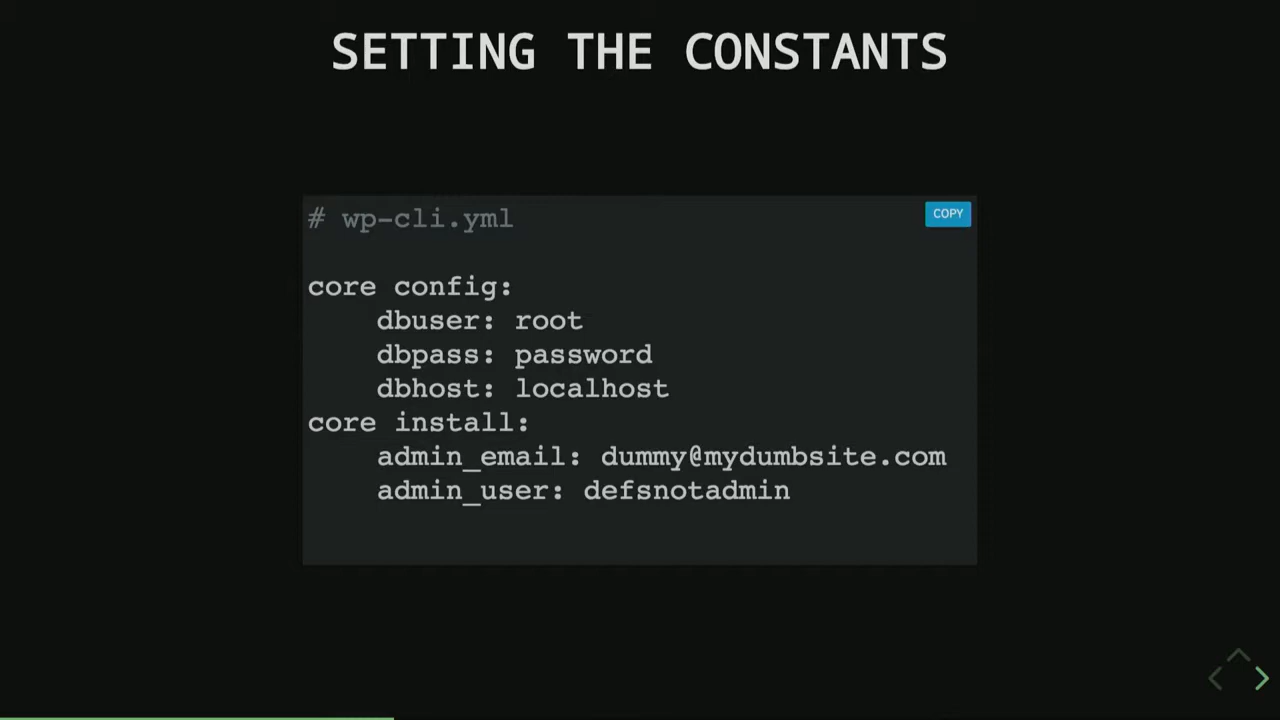 SETTING THE CONSTANTS
COPY
# wp-cli.yml
core config:
dbuser: root
dbpass: password
dbhost: localhost
core install:
admin_email: dummy@mydumbsite.com
admin_user: defsnotadmin